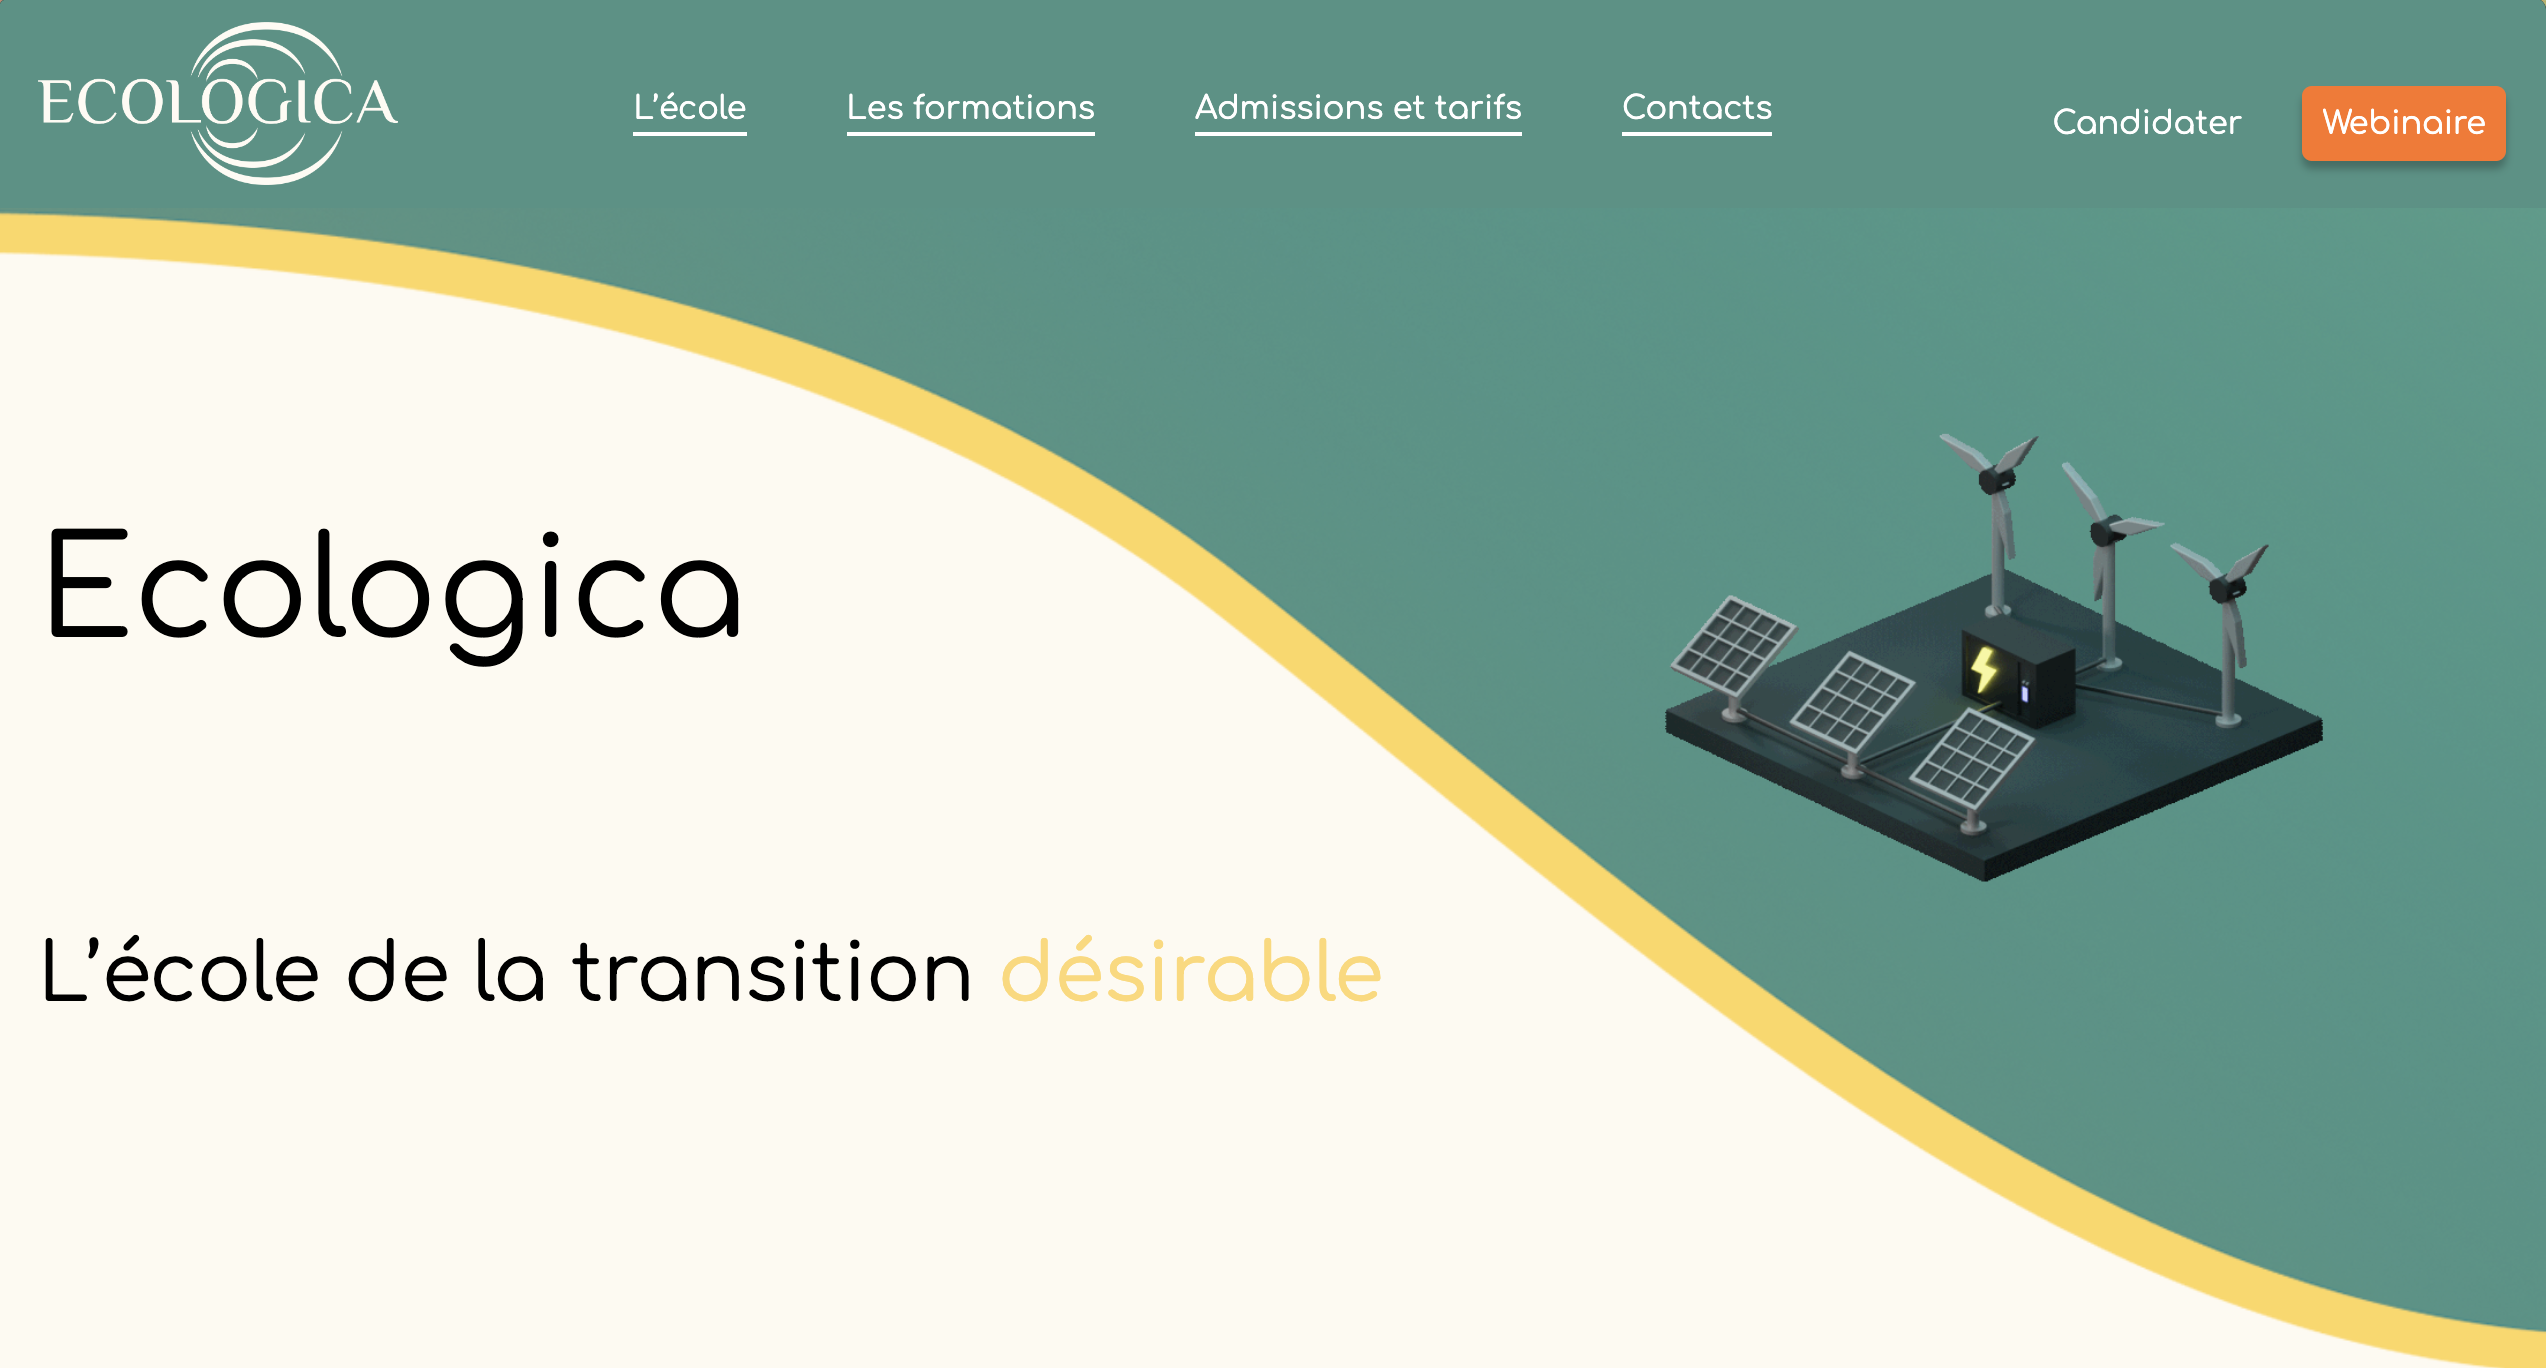 ECOLOGICA
L’école
Les formations
Admissions et tarifs
Contacts
Candidater
Webinaire
Ecologica
L’école de la transition désirable